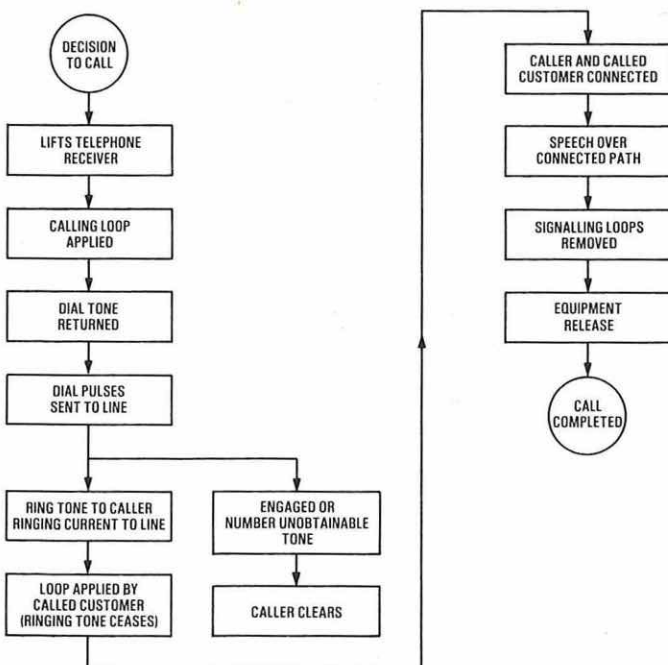 DECISION
TO CALL
LIFTS TELEPHONE
RECEIVER
CALLING LOOP
APPLIED
DIAL TONE
RETURNED
DIAL PULSES
SENT TO LINE
RING TONE TO CALLER
RINGING CURRENT TO LINE
ENGAGED OR
NUMBER UNOBTAINABLE
TONE
LOOP APPLIED BY
CALLED CUSTOMER
(RINGING TONE CEASES)
CALLER CLEARS
CALLER AND CALLED
CUSTOMER CONNECTED
SPEECH OVER
CONNECTED PATH
SIGNALLING LOOPS
REMOVED
EQUIPMENT
RELEASE
CALL
COMPLETED